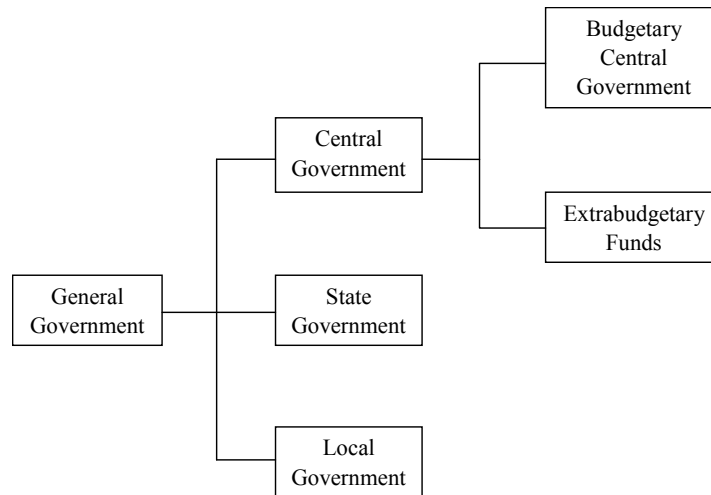 Budgetary
Central
Government
Central
Government
Extrabudgetary
Funds
General
Government
State
Government
Local
Government